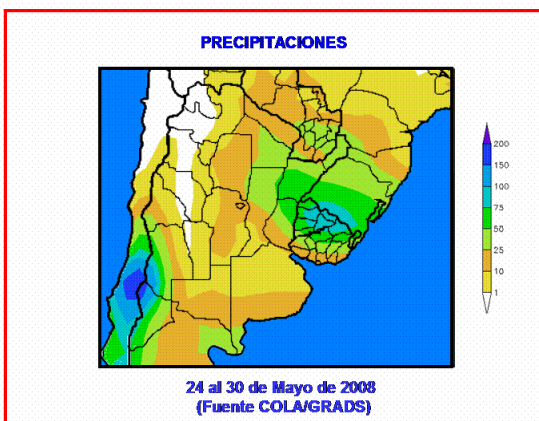 PRECIPITACIONES
200
150
100
75
50
25
10
1
24 al 30 de Mayo de 2008
(Fuente COLA/GRADS)